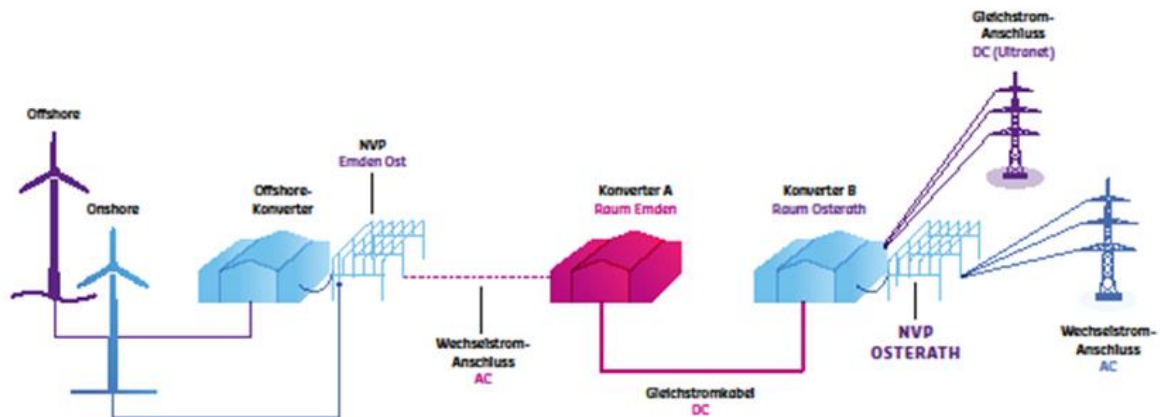 Gleichstrom-
Anschluss
DC (Ultranet)
Offshore
NVP
Emden Ost
Onshore
Offshore-
Konverter
Konverter A
Raum Emden
Konverter B
Raum Osterath
Wechselstrom-
Anschluss
AC
NVP
OSTERATH
Wechselstrom-
Anschluss
AC
Gleichstromkabel
DC